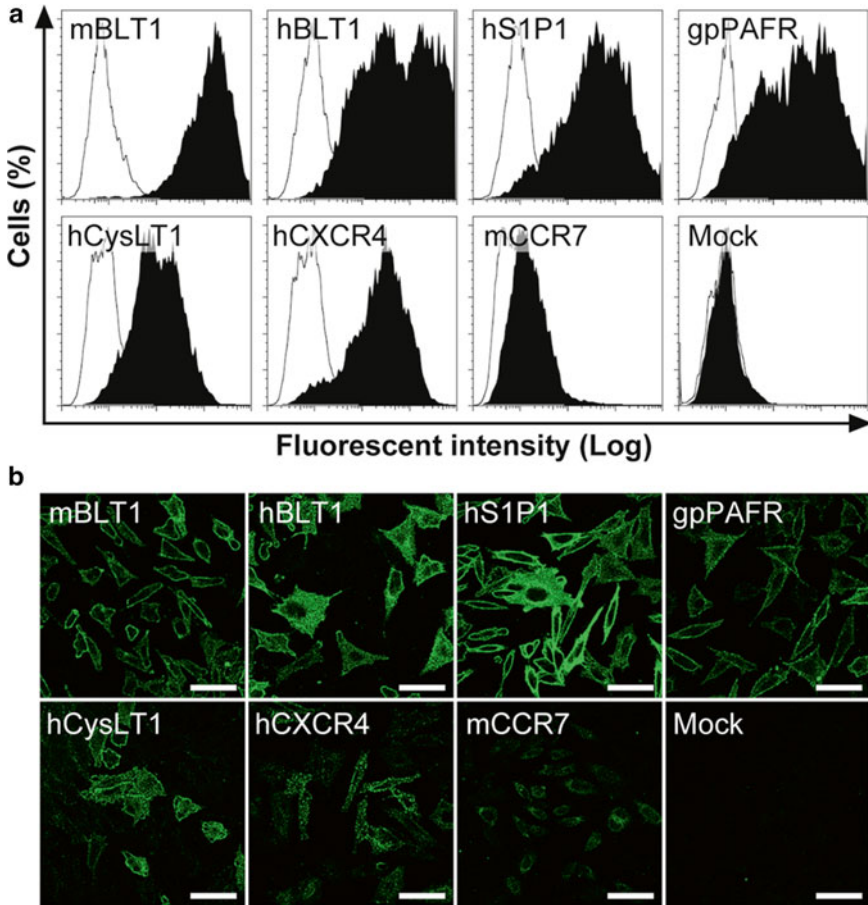 a
mBLT1 hBLT1 hS1P1 gpPAFR
hCysLT1 hCXCR4 mCCR7 Mock
Cells (%)
Fluorescent intensity (Log)
b
mBLT1 hBLT1 hS1P1 gpPAFR
hCysLT1 hCXCR4 mCCR7 Mock